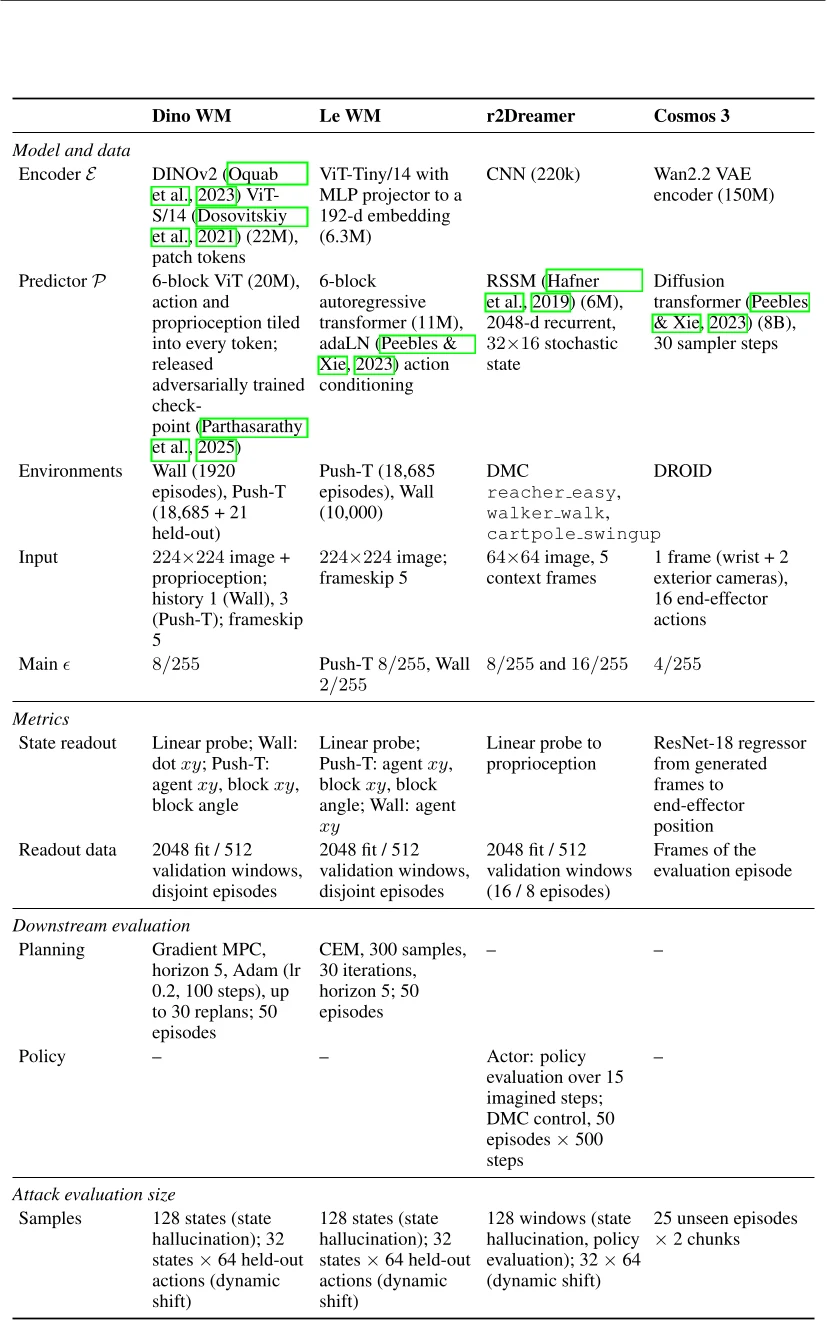 Dino WM Le WM r2Dreamer Cosmos 3
Model and data
Encoder ℰ
DINOv2 (Oquab
et al., 2023) ViT-
S/14 (Dosovitskiy
et al., 2021) (22M),
patch tokens
ViT-Tiny/14 with
MLP projector to a
192-d embedding
(6.3M)
CNN (220k)
Wan2.2 VAE
encoder (150M)
Predictor 𝒫
6-block ViT (20M),
action and
proprioception tiled
into every token;
released
adversarially trained
check-
point (Parthasarathy
et al., 2025)
6-block
autoregressive
transformer (11M),
adaLN (Peebles &
Xie, 2023) action
conditioning
RSSM (Hafner
et al., 2019) (6M),
2048-d recurrent,
32×16 stochastic
state
Diffusion
transformer (Peebles
& Xie, 2023) (8B),
30 sampler steps
Environments
Wall (1920
episodes), Push-T
(18,685 + 21
held-out)
Push-T (18,685
episodes), Wall
(10,000)
DMC
reacher_easy,
walker_walk,
cartpole_swingup
DROID
Input
224×224 image +
proprioception;
history 1 (Wall), 3
(Push-T); frameskip
5
224×224 image;
frameskip 5
64×64 image, 5
context frames
1 frame (wrist + 2
exterior cameras),
16 end-effector
actions
Main ϵ
8/255
Push-T 8/255, Wall
2/255
8/255 and 16/255
4/255
Metrics
State readout
Linear probe; Wall:
dot xy; Push-T:
agent xy, block xy,
block angle
Linear probe;
Push-T: agent xy,
block xy, block
angle; Wall: agent
xy
Linear probe to
proprioception
ResNet-18 regressor
from generated
frames to
end-effector
position
Readout data
2048 fit / 512
validation windows,
disjoint episodes
2048 fit / 512
validation windows,
disjoint episodes
2048 fit / 512
validation windows
(16 / 8 episodes)
Frames of the
evaluation episode
Downstream evaluation
Planning
Gradient MPC,
horizon 5, Adam (lr
0.2, 100 steps), up
to 30 replans; 50
episodes
CEM, 300 samples,
30 iterations,
horizon 5; 50
episodes
–
–
Policy
–
–
Actor: policy
evaluation over 15
imagined steps;
DMC control, 50
episodes × 500
steps
–
Attack evaluation size
Samples
128 states (state
hallucination); 32
states × 64 held-out
actions (dynamic
shift)
128 states (state
hallucination); 32
states × 64 held-out
actions (dynamic
shift)
128 windows (state
hallucination, policy
evaluation); 32 × 64
(dynamic shift)
25 unseen episodes
× 2 chunks